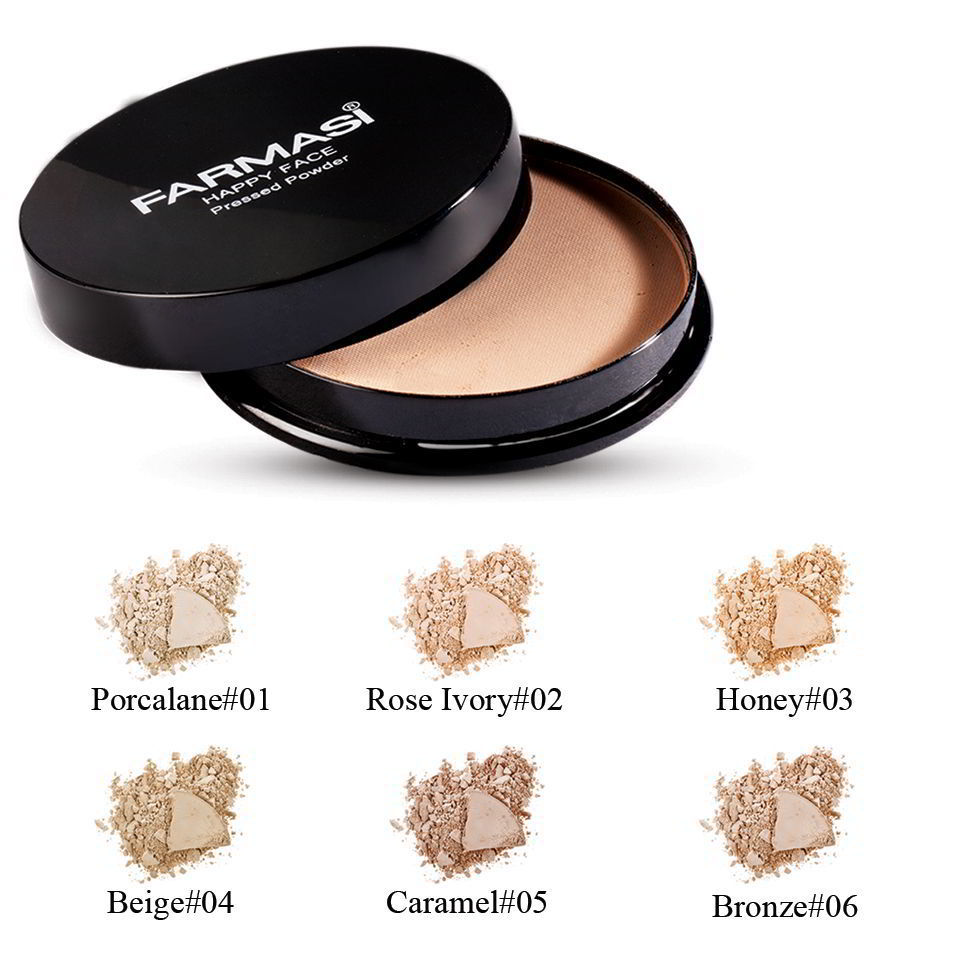 FARMASi®
HAPPY FACE
Pressed Powder
Porcalane#01
Rose Ivory#02
Honey#03
Beige#04
Caramel#05
Bronze#06